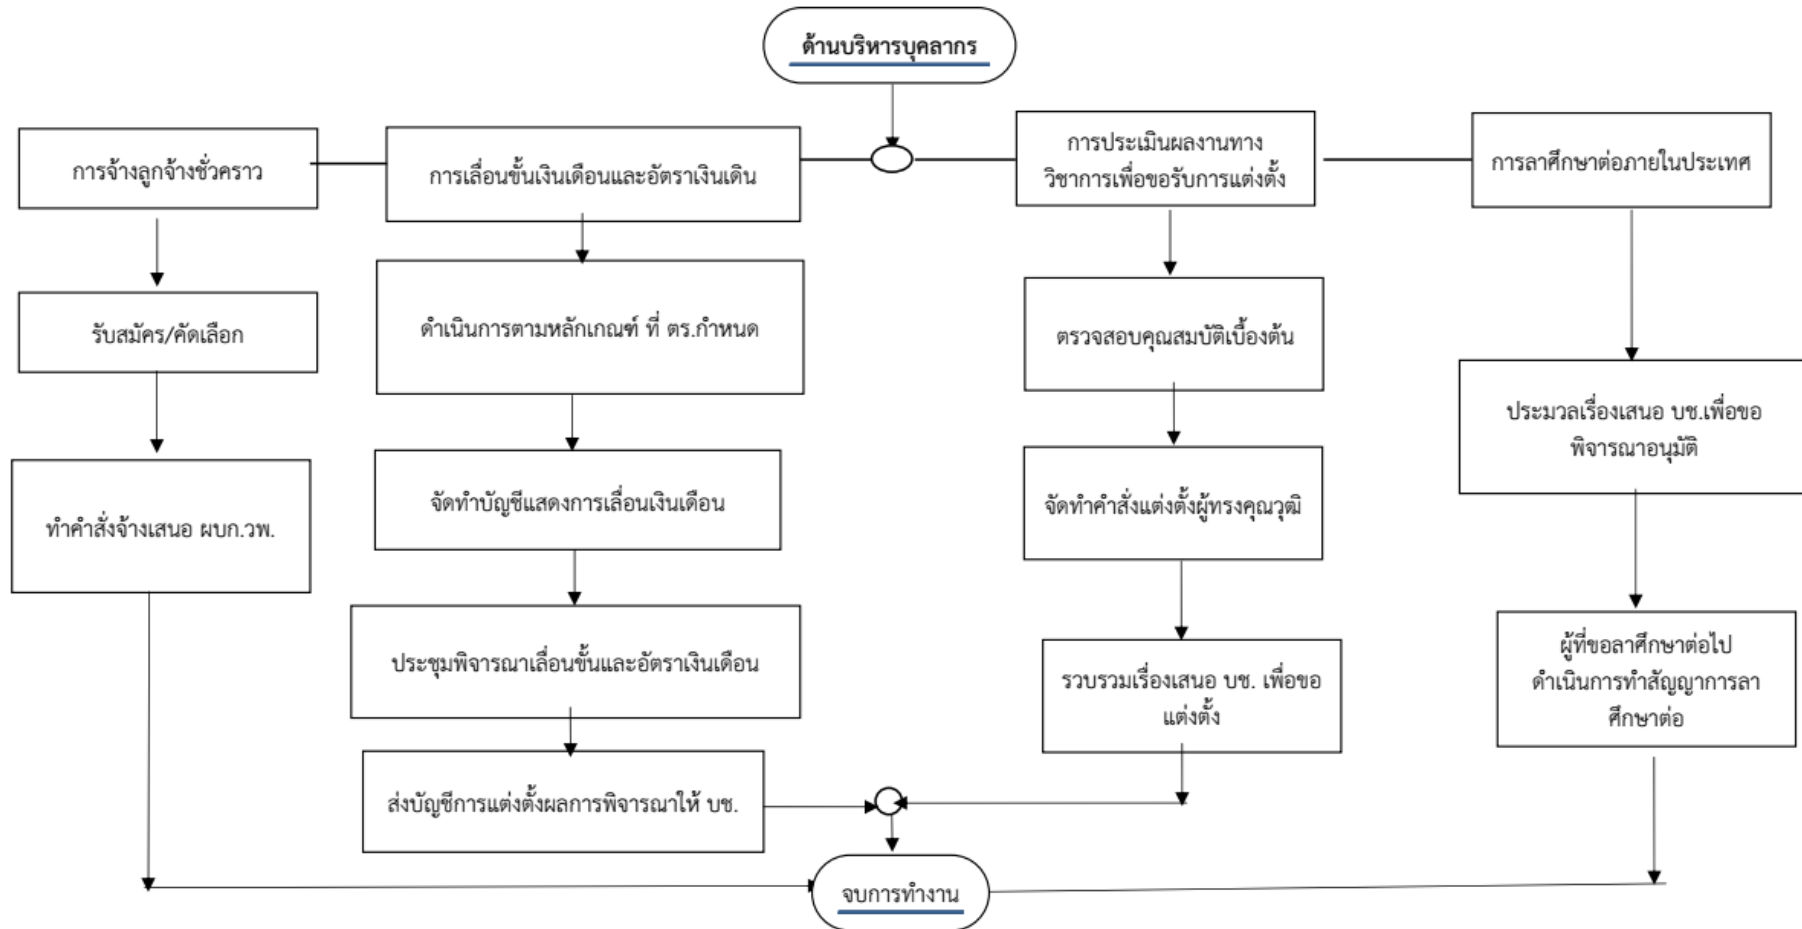 ด้านบริหารบุคลากร
การจ้างลูกจ้างชั่วคราว
รับสมัคร/คัดเลือก
ทำคำสั่งจ้างเสนอ ผบก.วพ.
การเลื่อนขั้นเงินเดือนและอัตราเงินเดิน
ดำเนินการตามหลักเกณฑ์ ที่ ตร.กำหนด
จัดทำบัญชีแสดงการเลื่อนเงินเดือน
ประชุมพิจารณาเลื่อนขั้นและอัตราเงินเดือน
ส่งบัญชีการแต่งตั้งผลการพิจารณาให้ บช.
การประเมินผลงานทาง
วิชาการเพื่อขอรับการแต่งตั้ง
ตรวจสอบคุณสมบัติเบื้องต้น
จัดทำคำสั่งแต่งตั้งผู้ทรงคุณวุฒิ
รวบรวมเรื่องเสนอ บช. เพื่อขอ
แต่งตั้ง
การลาศึกษาต่อภายในประเทศ
ประมวลเรื่องเสนอ บช.เพื่อขอ
พิจารณาอนุมัติ
ผู้ที่ขอลาศึกษาต่อไป
ดำเนินการทำสัญญาการลา
ศึกษาต่อ
จบการทำงาน